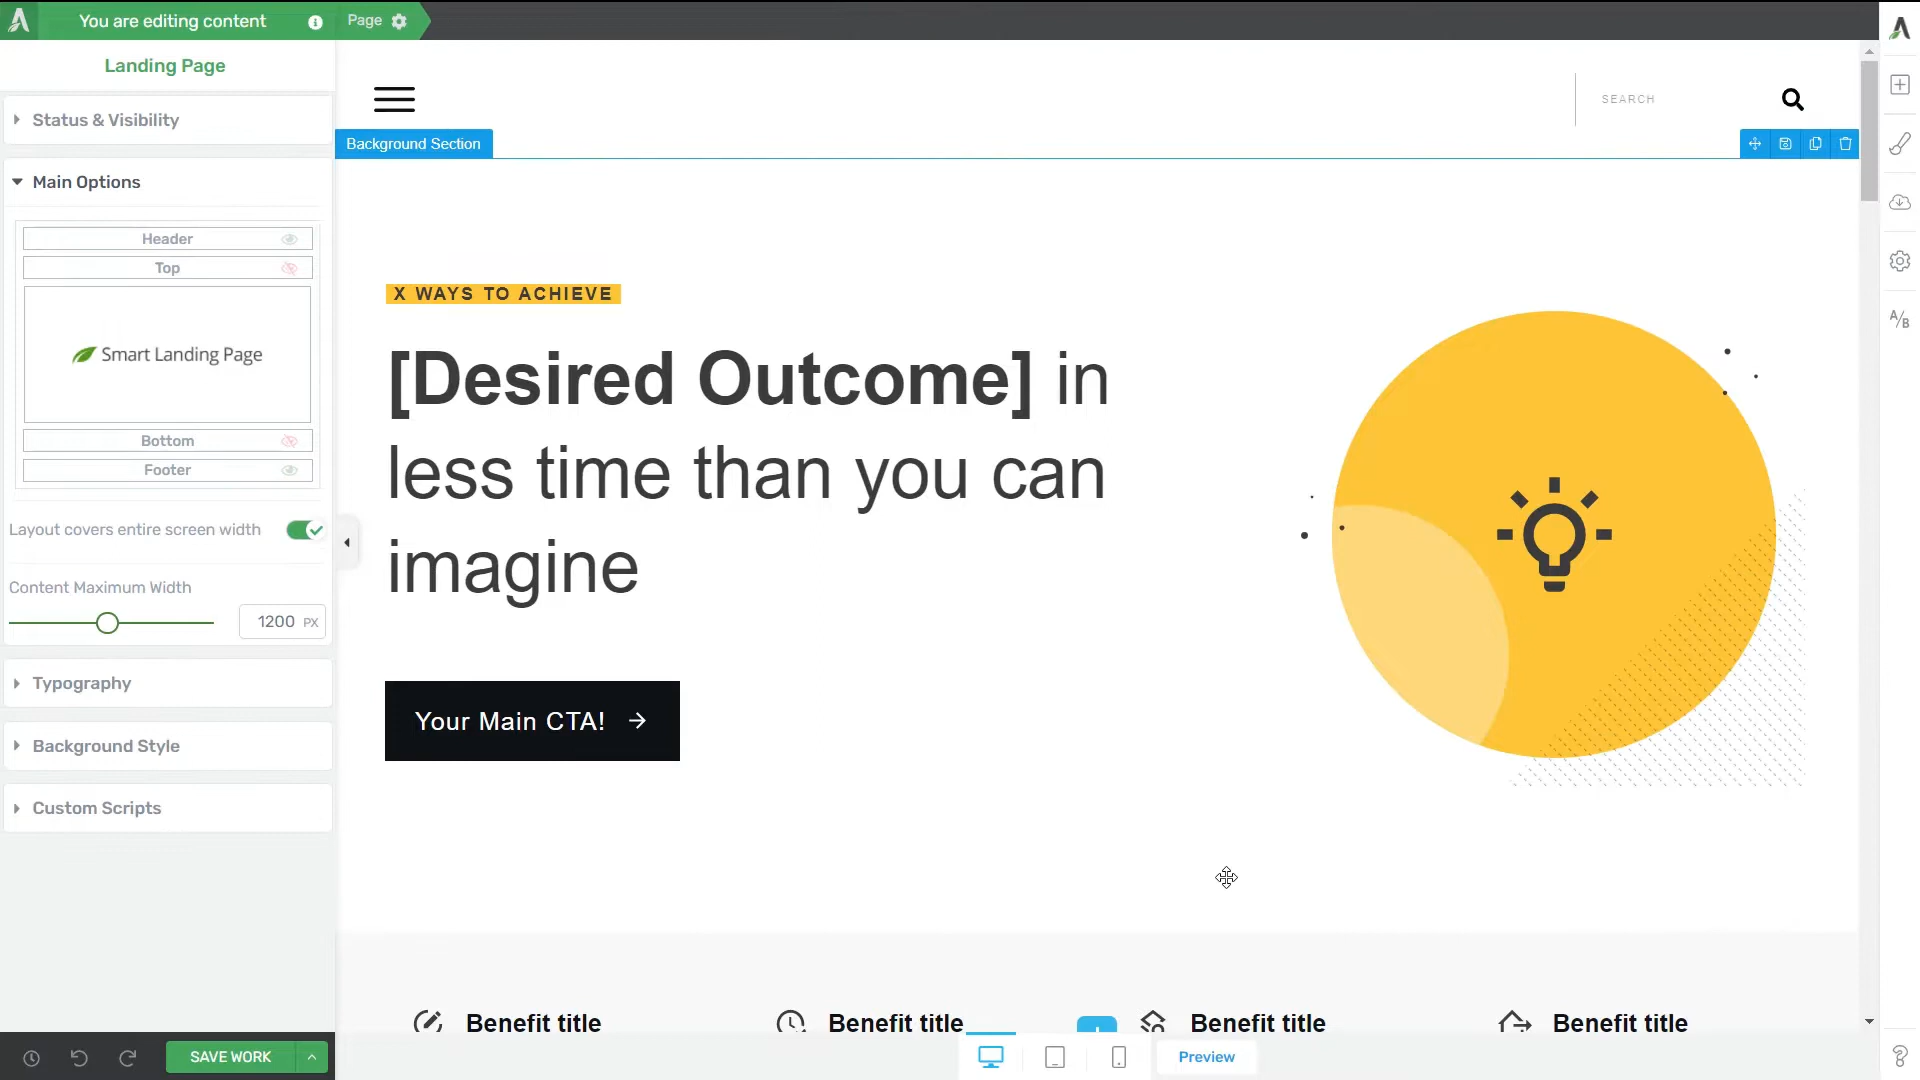 You are editing content
Page
Landing Page
Status & Visibility
Main Options
Header
Top
Smart Landing Page
Bottom
Footer
Layout covers entire screen width
Content Maximum Width
1200 PX
Typography
Background Style
Custom Scripts
SAVE WORK
SEARCH
Background Section
X WAYS TO ACHIEVE
[Desired Outcome] in
less time than you can
imagine
Your Main CTA!
Benefit title
Benefit title
Benefit title
Benefit title
Preview
A/B